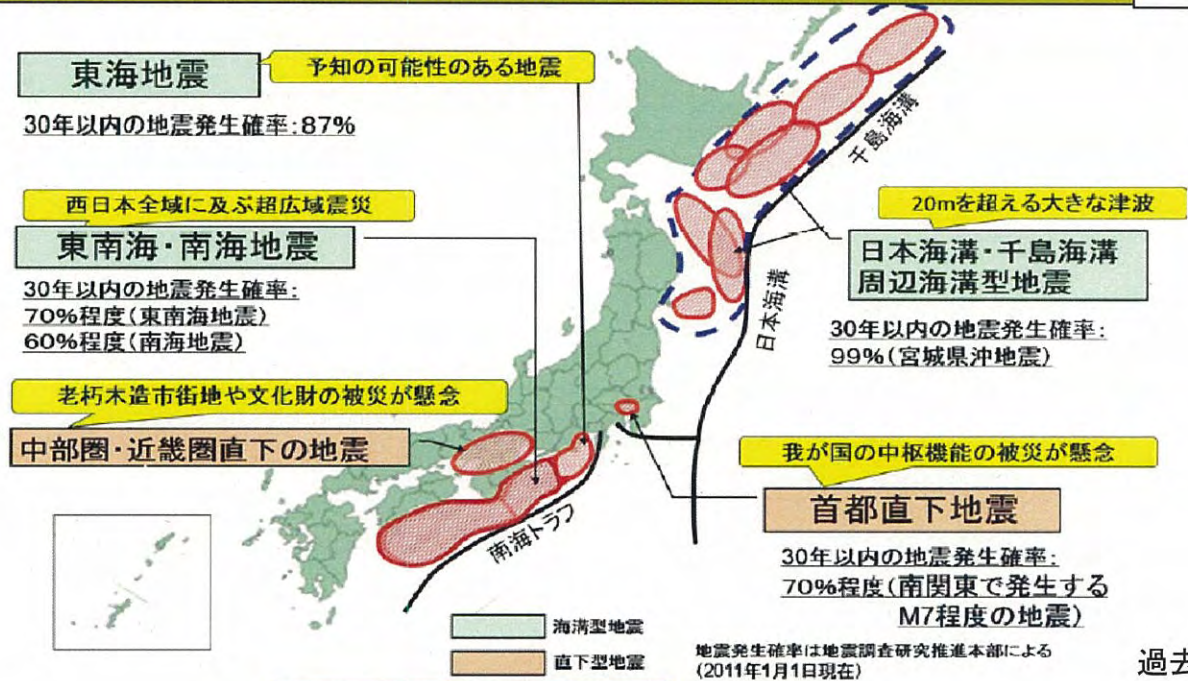 東海地震
予知の可能性のある地震
30年以内の地震発生確率:87%
西日本全域に及ぶ超広域震災
東南海・南海地震
30年以内の地震発生確率:
70%程度(東南海地震)
60%程度(南海地震)
老朽木造市街地や文化財の被災が懸念
中部圏・近畿圏直下の地震
千島海溝
20mを超える大きな津波
日本海溝・千島海溝
周辺海溝型地震
30年以内の地震発生確率:
99%(宮城県沖地震)
日本海溝
我が国の中枢機能の被災が懸念
首都直下地震
30年以内の地震発生確率:
70%程度(南関東で発生する
M7程度の地震)
南海トラフ
海溝型地震
直下型地震
地震発生確率は地震調査研究推進本部による
(2011年1月1日現在)
過去